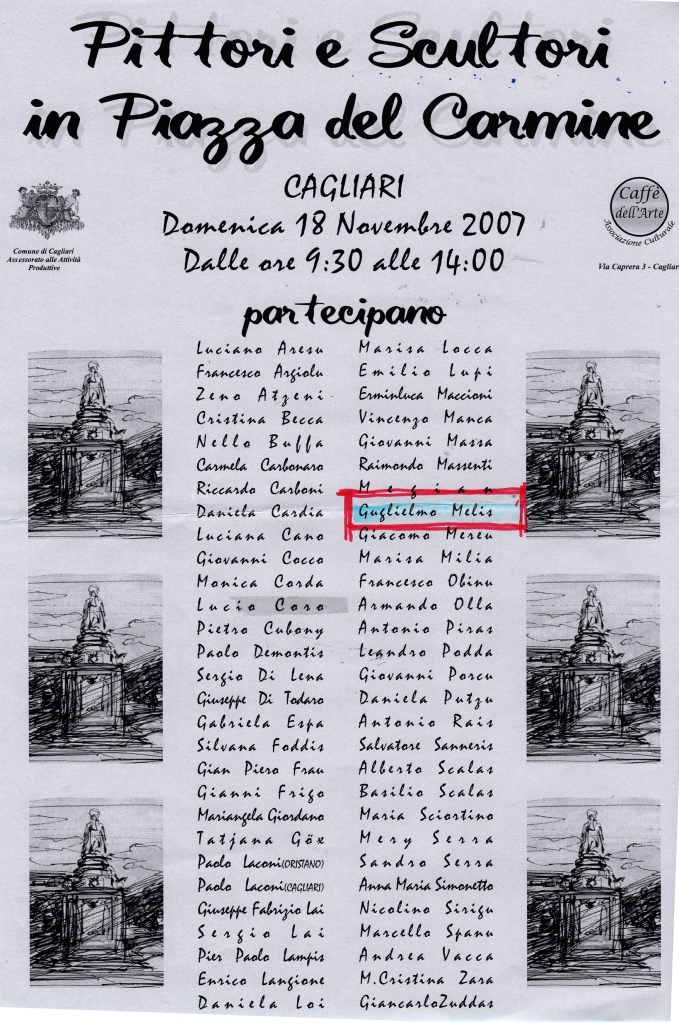 Pittori e Scultori
in Piazza del Carmine
CAGLIARI
Domenica 18 Novembre 2007
Dalle ore 9:30 alle 14:00
Comune di Cagliari
Assessorato alle Attività
Produttive
Caffè
dell'Arte
Associazione Culturale
Via Caprera 3 - Cagliar
partecipano
Luciano Aresu
Francesco Argiolu
Zeno Atzeni
Cristina Becca
Nello Buffa
Carmela Carbonaro
Riccardo Carboni
Daniela Cardia
Luciana Cano
Giovanni Cocco
Monica Corda
Lucio Coro
Pietro Cubony
Paolo Demontis
Sergio Di Lena
Giuseppe Di Todaro
Gabriela Espa
Silvana Foddis
Gian Piero Frau
Gianni Frigo
Mariangela Giordano
Tatjana Göx
Paolo Laconi(ORISTANO)
Paolo Laconi(CAGLIARI)
Giuseppe Fabrizio Lai
Sergio Lai
Pier Paolo Lampis
Enrico Langione
Daniela Loi
Marisa Locca
Emilio Lupi
Erminluca Maccioni
Vincenzo Manca
Giovanni Massa
Raimondo Massenti
Megian
Guglielmo Melis
Giacomo Mereu
Marisa Milia
Francesco Obinu
Armando Olla
Antonio Piras
Leandro Podda
Giovanni Porcu
Daniela Putzu
Antonio Rais
Salvatore Sanneris
Alberto Scalas
Basilio Scalas
Maria Sciortino
Mery Serra
Sandro Serra
Anna Maria Simonetto
Nicolino Sirigu
Marcello Spanu
Andrea Vacca
M.Cristina Zara
GiancarloZuddas